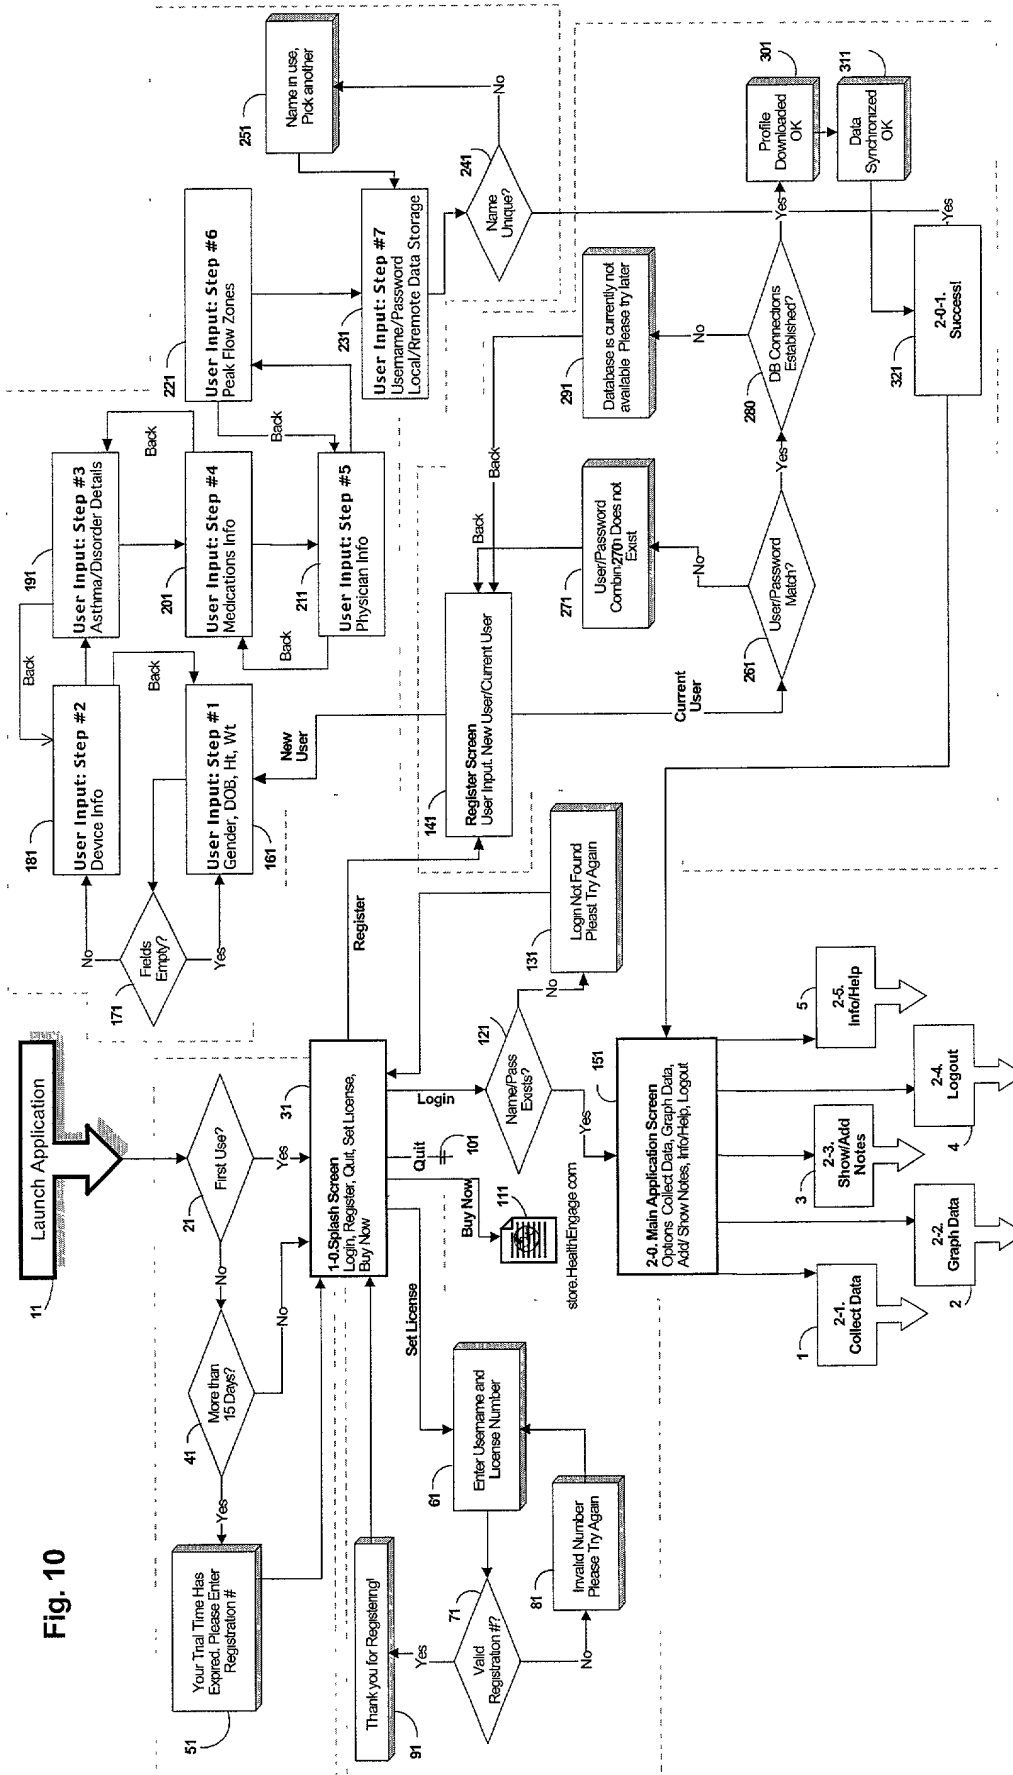 Fig. 10
Launch Application
11
First Use?
21
Yes
No
More than
15 Days?
41
No
Yes
Your Trial Time Has
Expired. Please Enter
Registration #
51
1-0.Splash Screen
Login, Register, Quit, Set License,
Buy Now
31
Register
Login
Quit
101
Buy Now
111
store.HealthEngage com
Set License
Enter Username and
License Number
61
Valid
Registration #?
71
Yes
No
Invalid Number
Please Try Again
81
Thank you for Registering!
91
Name/Pass
Exists?
121
No
Yes
Login Not Found
Pleast Try Again
131
2-0. Main Application Screen
Options Collect Data, Graph Data,
Add/ Show Notes, Info/Help, Logout
151
2-1.
Collect Data
1
2-2.
Graph Data
2
2-3.
Show/Add
Notes
3
2-4.
Logout
4
2-5.
Info/Help
5
Register Screen
User Input. New User/Current User
141
New
User
Current
User
User Input: Step #1
Gender, DOB, Ht, Wt
161
Fields
Empty?
171
No
Yes
User Input: Step #2
Device Info
181
Back
Back
User Input: Step #3
Asthma/Disorder Details
191
Back
User Input: Step #4
Medications Info
201
Back
User Input: Step #5
Physician Info
211
Back
User Input: Step #6
Peak Flow Zones
221
User Input: Step #7
Username/Password
Local/Rremote Data Storage
231
Name
Unique?
241
No
Yes
Name in use,
Pick another
251
User/Password
Match?
261
No
Yes
User/Password
Combin270n Does not
Exist
271
Back
DB Connections
Established?
280
No
Yes
Database is currently not
available Please try later
291
Back
Profile
Downloaded
OK
301
Data
Synchronized
OK
311
2-0-1.
Success!
321